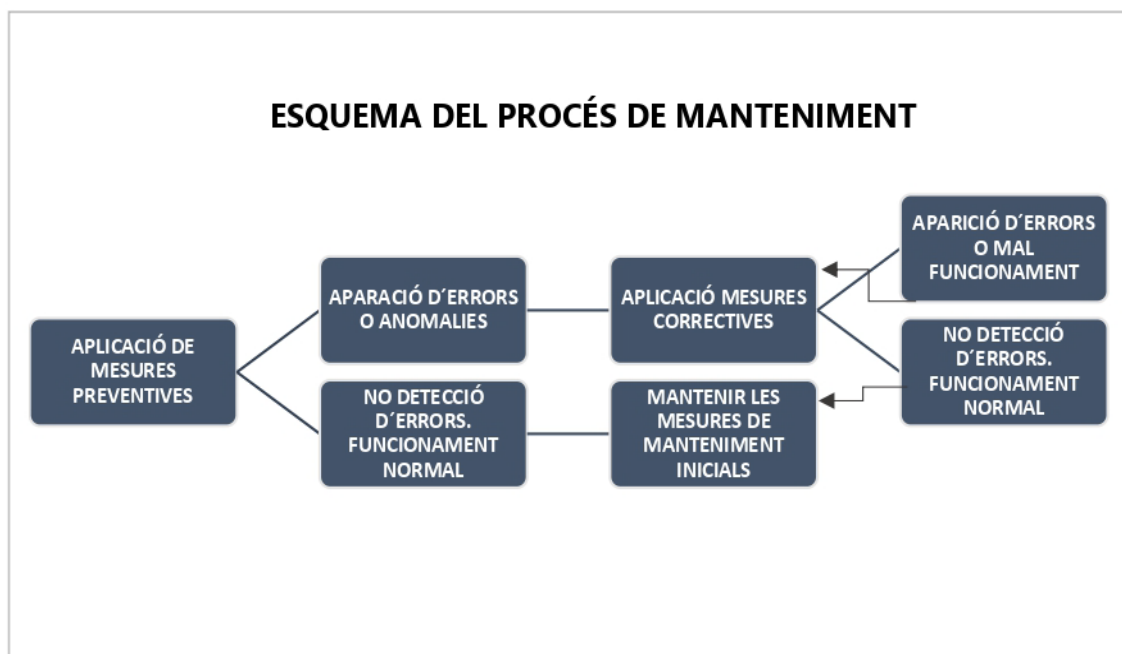 ESQUEMA DEL PROCÉS DE MANTENIMENT
APLICACIÓ DE
MESURES
PREVENTIVES
APARACIÓ D´ERRORS
O ANOMALIES
NO DETECCIÓ
D´ERRORS.
FUNCIONAMENT
NORMAL
APLICACIÓ MESURES
CORRECTIVES
MANTENIR LES
MESURES DE
MANTENIMENT
INICIALS
APARICIÓ D´ERRORS
O MAL
FUNCIONAMENT
NO DETECCIÓ
D´ERRORS.
FUNCIONAMENT
NORMAL